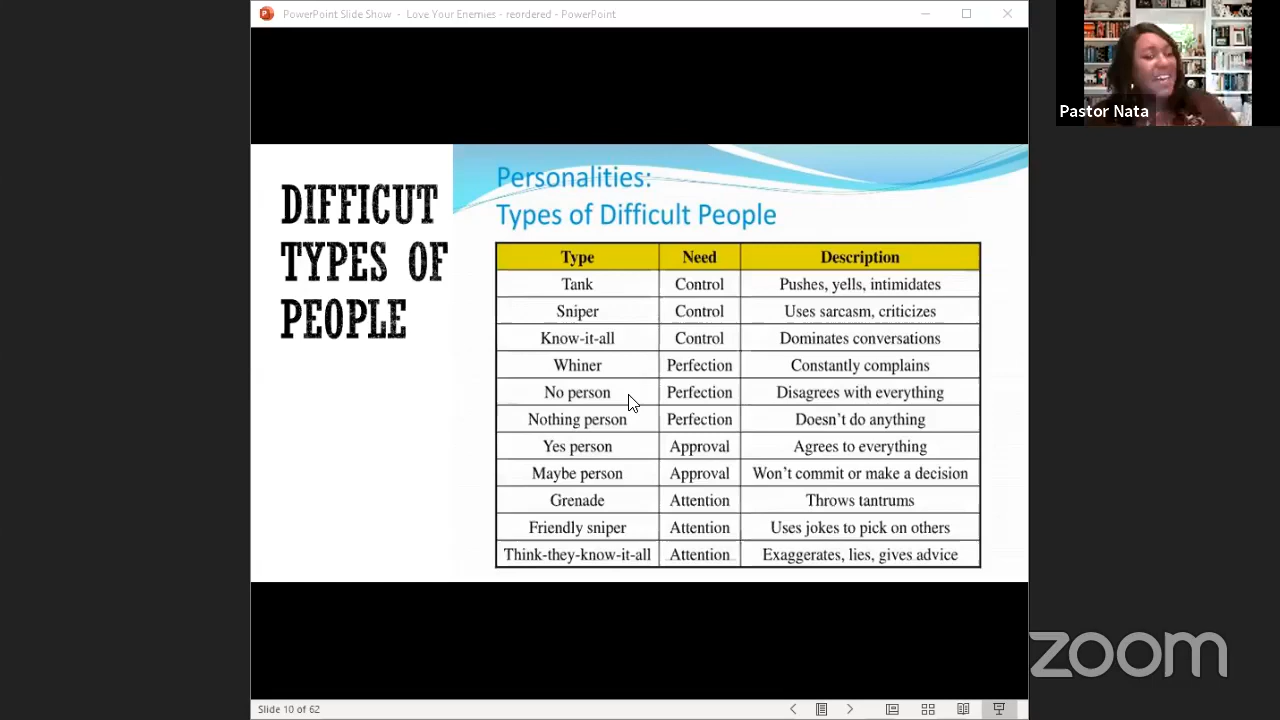 PowerPoint Slide Show - Love Your Enemies - reordered - PowerPoint
Pastor Nata
DIFFICUT
TYPES OF
PEOPLE
Personalities:
Types of Difficult People
Type Need Description
Tank Control Pushes, yells, intimidates
Sniper Control Uses sarcasm, criticizes
Know-it-all Control Dominates conversations
Whiner Perfection Constantly complains
No person Perfection Disagrees with everything
Nothing person Perfection Doesn't do anything
Yes person Approval Agrees to everything
Maybe person Approval Won't commit or make a decision
Grenade Attention Throws tantrums
Friendly sniper Attention Uses jokes to pick on others
Think-they-know-it-all Attention Exaggerates, lies, gives advice
zoom
Slide 10 of 62